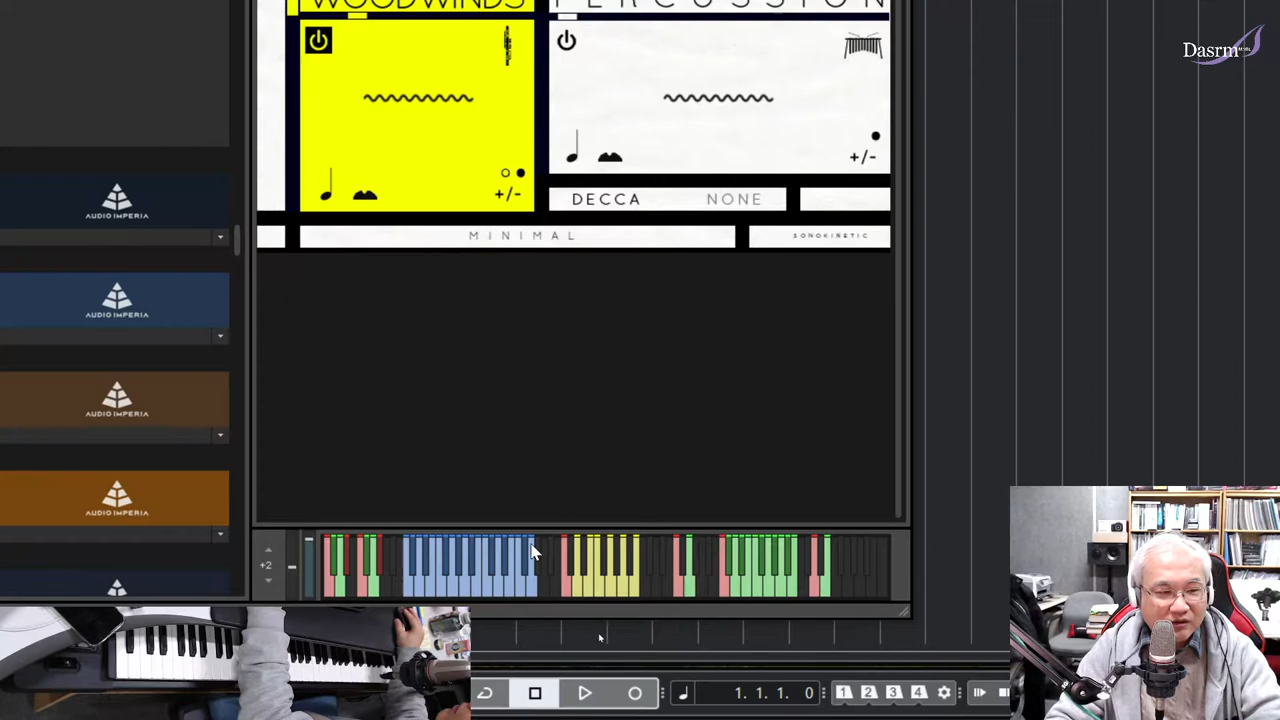 WOODWINDS
PERCUSSION
Dasrm
+/-
+/-
DECCA NONE
MINIMAL
SONOKINETIC
AUDIO IMPERIA
AUDIO IMPERIA
AUDIO IMPERIA
AUDIO IMPERIA
+2
1. 1. 1. 0
1 2 3 4